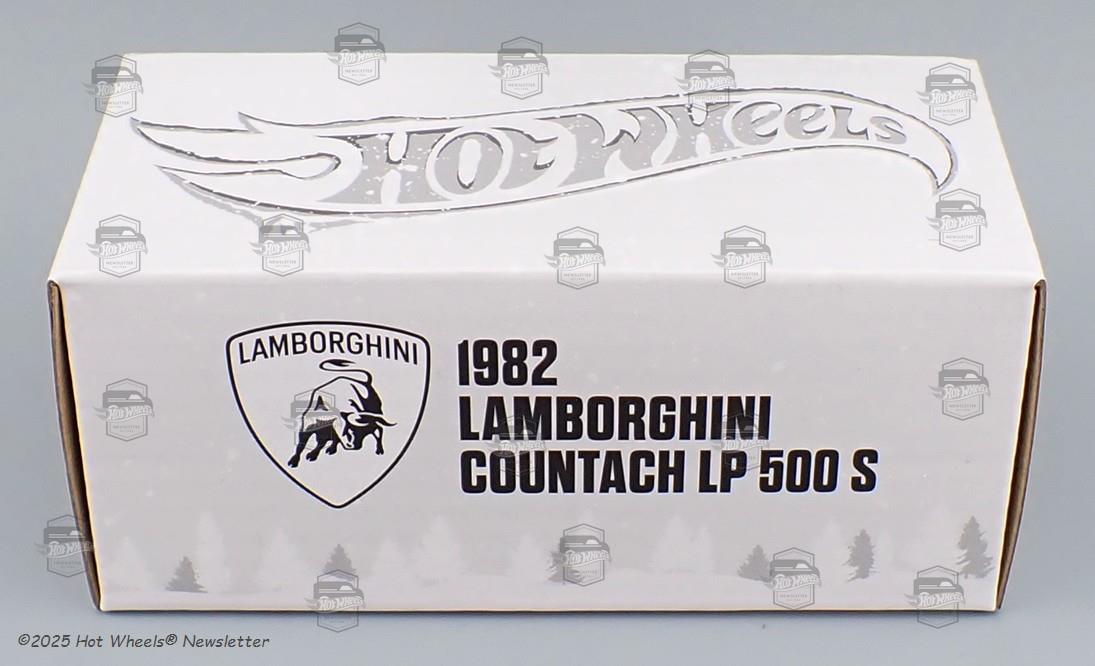 HOT WHEELS
LAMBORGHINI
1982
LAMBORGHINI
COUNTACH LP 500 S
©2025 Hot Wheels® Newsletter